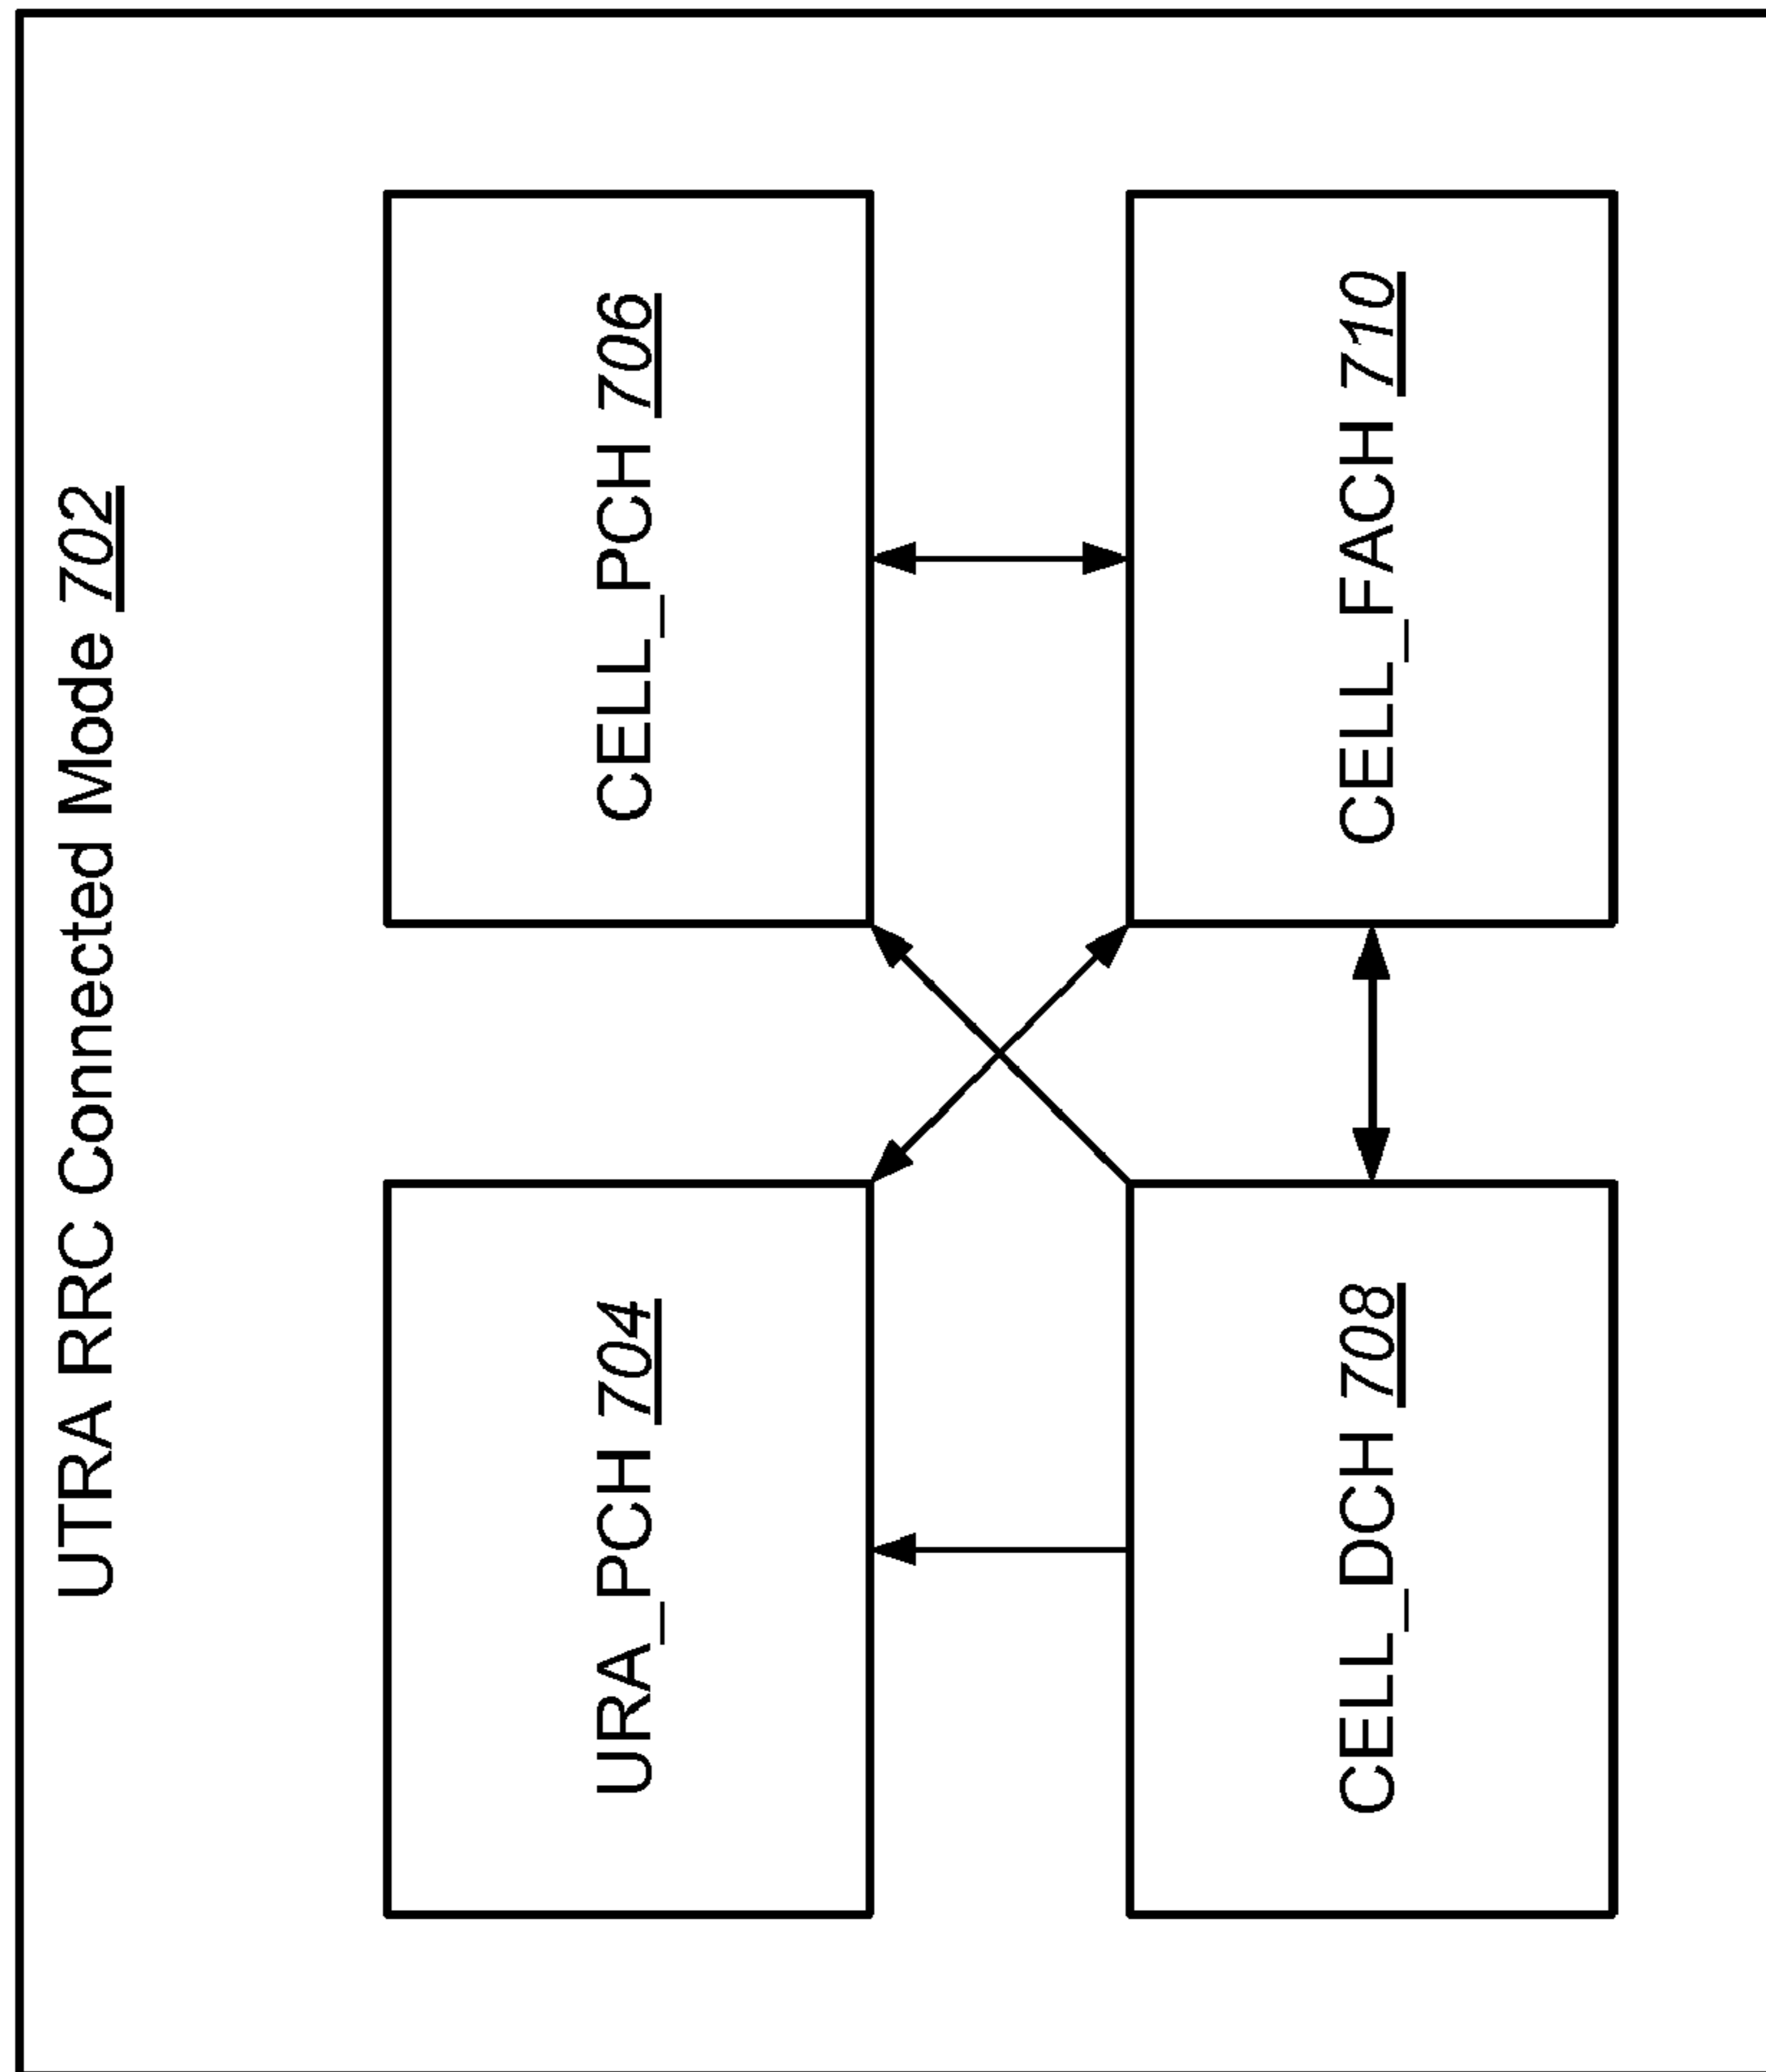 UTRA RRC Connected Mode 702
URA_PCH 704
CELL_PCH 706
CELL_DCH 708
CELL_FACH 710